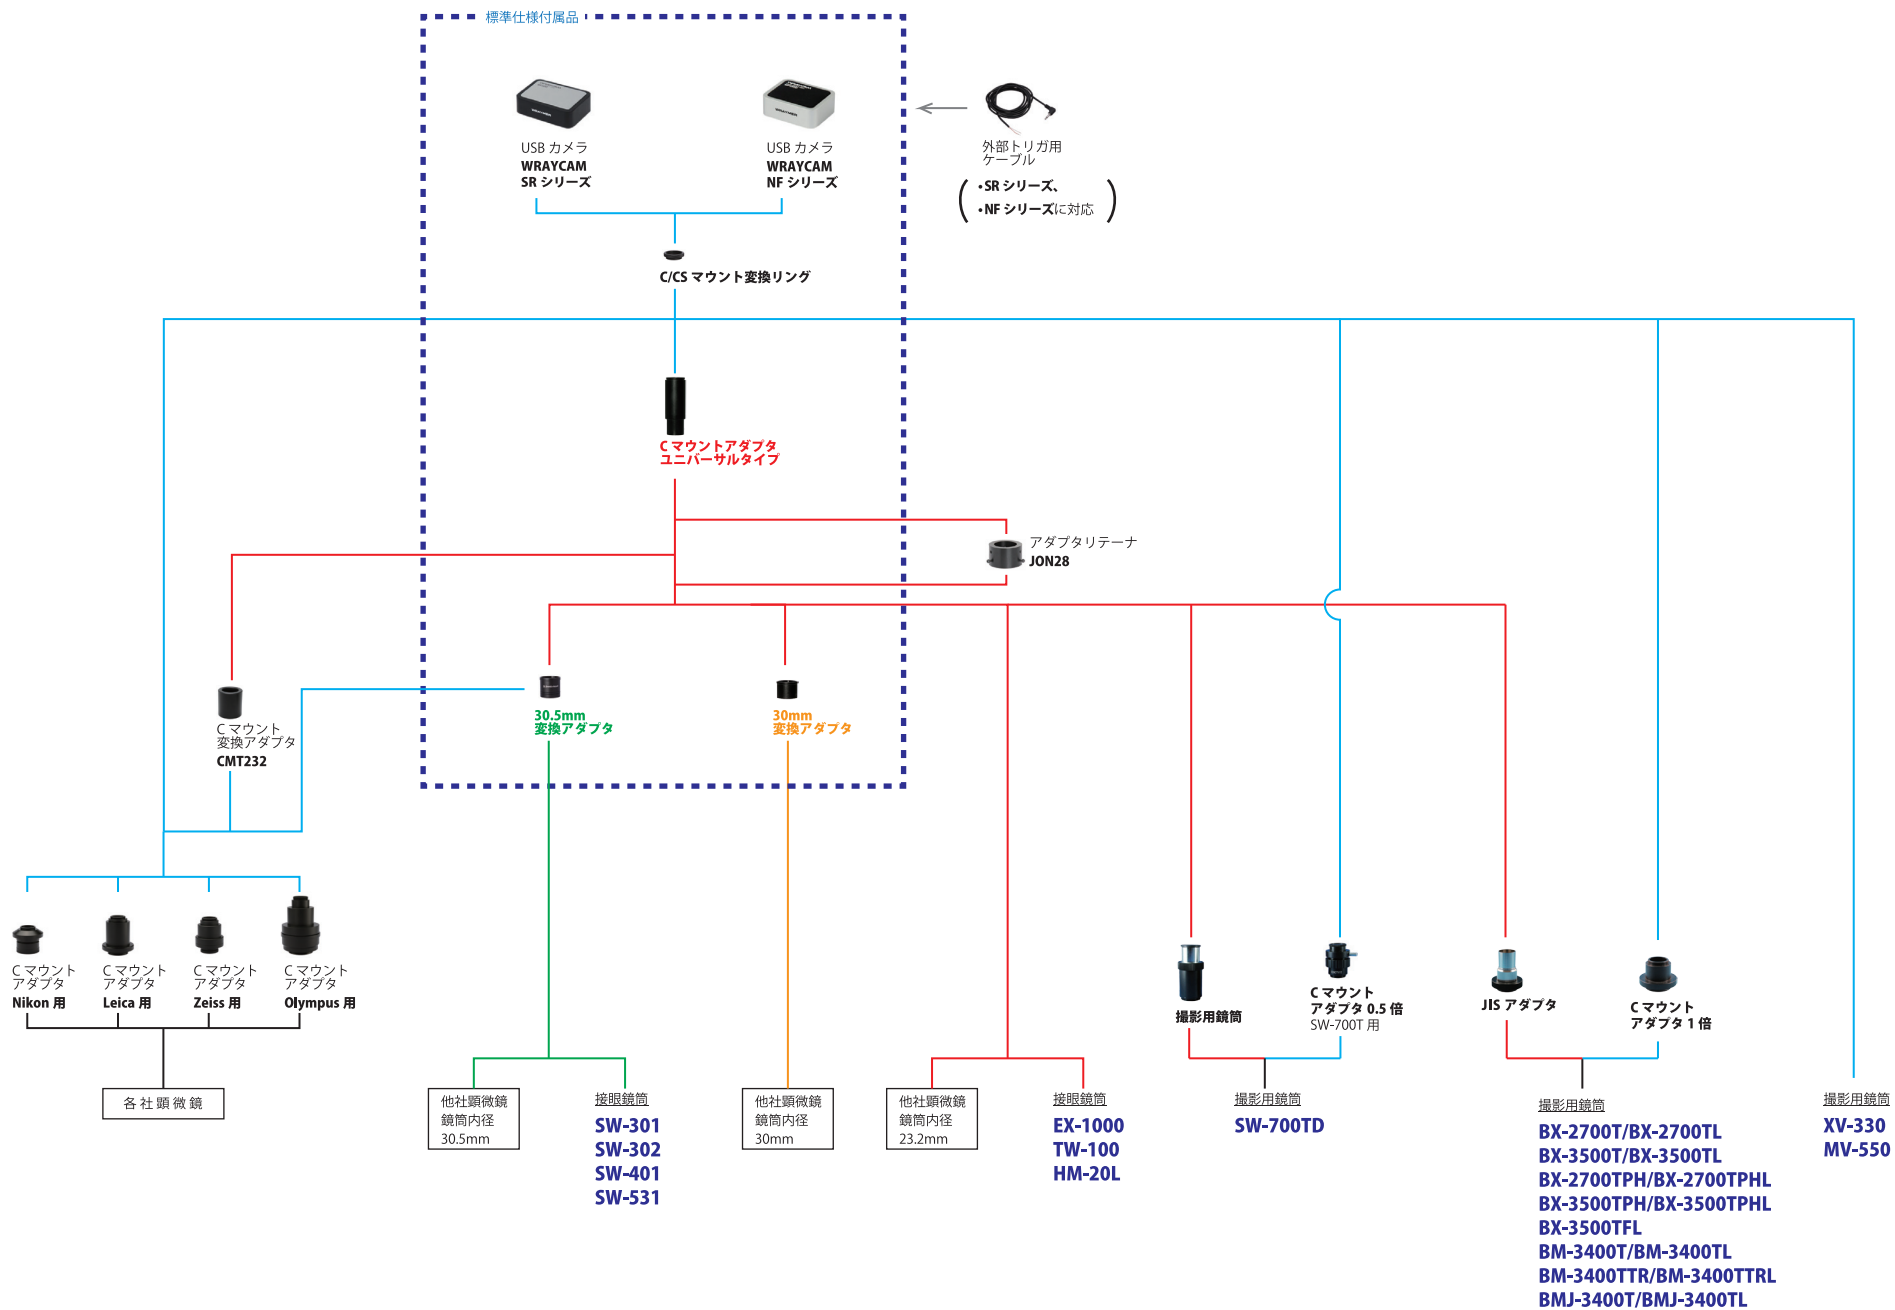 標準仕様付属品
USB カメラ
WRAYCAM
SR シリーズ
USB カメラ
WRAYCAM
NF シリーズ
外部トリガ用
ケーブル
・SR シリーズ、
・NF シリーズに対応
C/CS マウント変換リング
C マウントアダプタ
ユニバーサルタイプ
アダプタリテーナ
JON28
C マウント
変換アダプタ
CMT232
30.5mm
変換アダプタ
30mm
変換アダプタ
C マウント
アダプタ
Nikon 用
C マウント
アダプタ
Leica 用
C マウント
アダプタ
Zeiss 用
C マウント
アダプタ
Olympus 用
撮影用鏡筒
C マウント
アダプタ 0.5 倍
SW-700T 用
JIS アダプタ
C マウント
アダプタ 1 倍
各社顕微鏡
他社顕微鏡
鏡筒内径
30.5mm
接眼鏡筒
SW-301
SW-302
SW-401
SW-531
他社顕微鏡
鏡筒内径
30mm
他社顕微鏡
鏡筒内径
23.2mm
接眼鏡筒
EX-1000
TW-100
HM-20L
撮影用鏡筒
SW-700TD
撮影用鏡筒
BX-2700T/BX-2700TL
BX-3500T/BX-3500TL
BX-2700TPH/BX-2700TPHL
BX-3500TPH/BX-3500TPHL
BX-3500TFL
BM-3400T/BM-3400TL
BM-3400TTR/BM-3400TTRL
BMJ-3400T/BMJ-3400TL
撮影用鏡筒
XV-330
MV-550